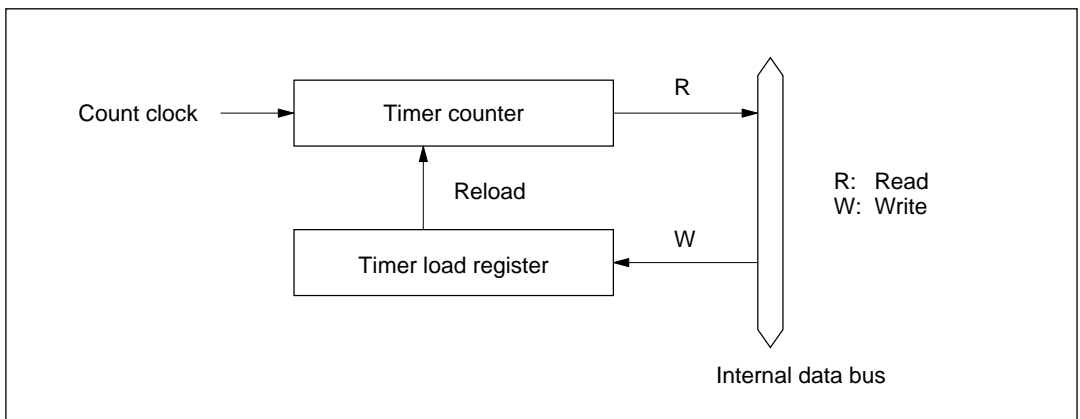 R
Count clock
Timer counter
Reload
R: Read
W: Write
W
Timer load register
Internal data bus